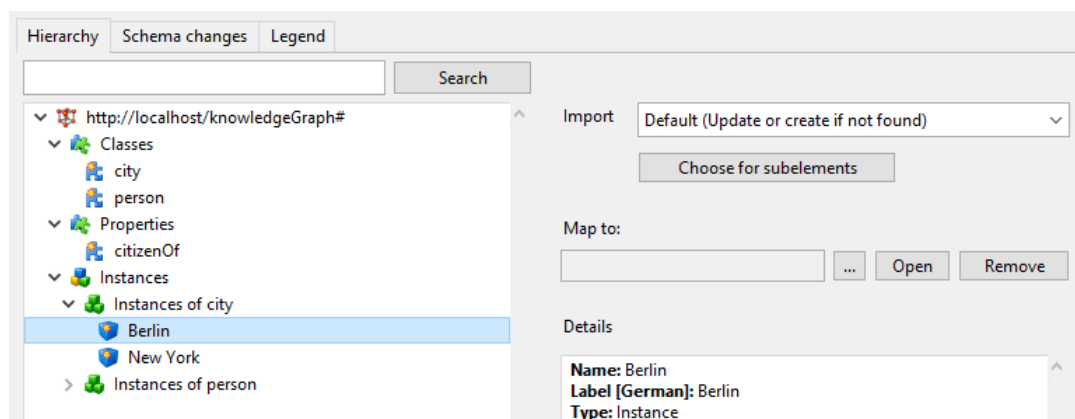 Hierarchy Schema changes Legend
Search
http://localhost/knowledgeGraph#
Classes
city
person
Properties
citizenOf
Instances
Instances of city
Berlin
New York
Instances of person
Import Default (Update or create if not found)
Choose for subelements
Map to:
... Open Remove
Details
Name: Berlin
Label [German]: Berlin
Type: Instance